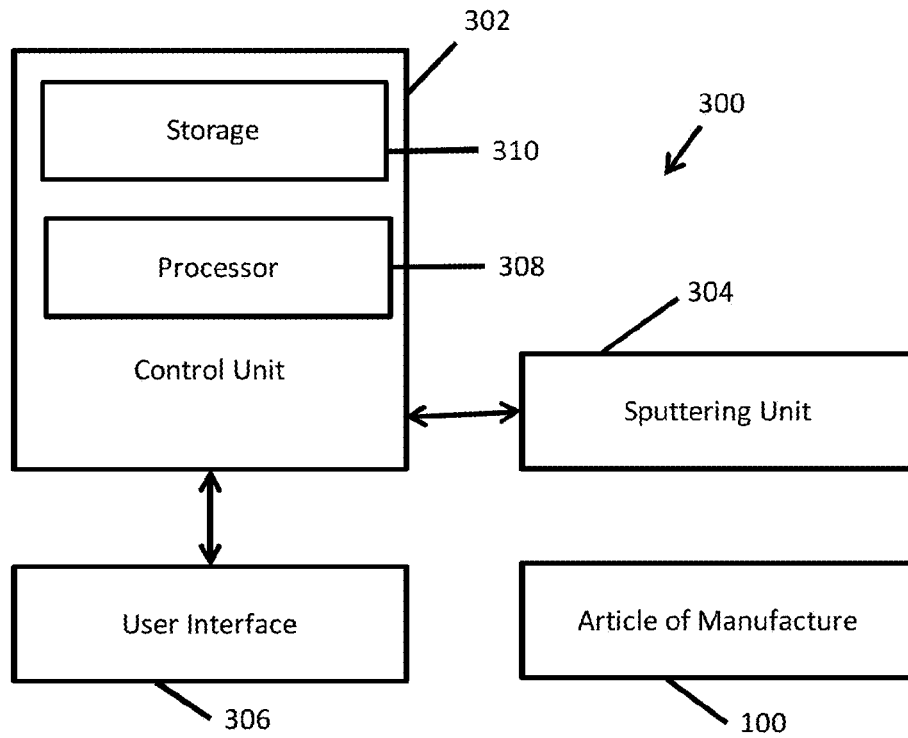 302
Storage
300
310
Processor
308
304
Control Unit
Sputtering Unit
User Interface
Article of Manufacture
306
100